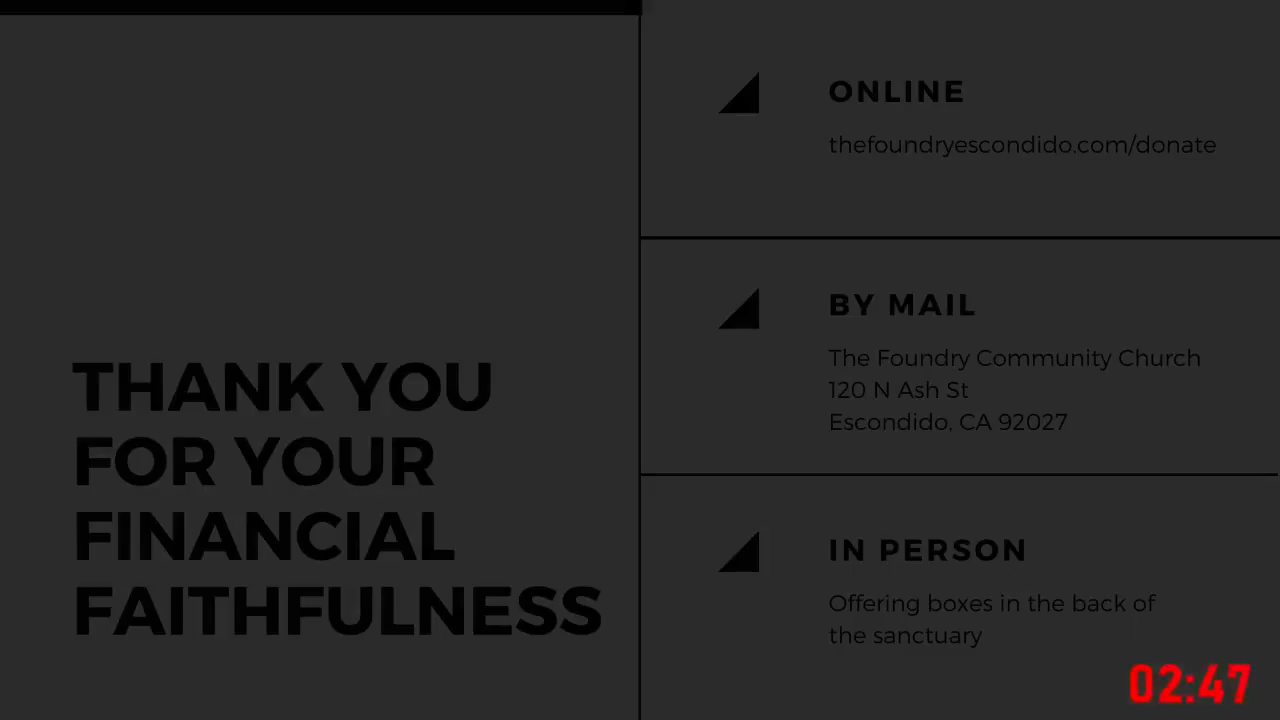 THANK YOU
FOR YOUR
FINANCIAL
FAITHFULNESS
ONLINE
thefoundryescondido.com/donate
BY MAIL
The Foundry Community Church
120 N Ash St
Escondido, CA 92027
IN PERSON
Offering boxes in the back of
the sanctuary
02:47